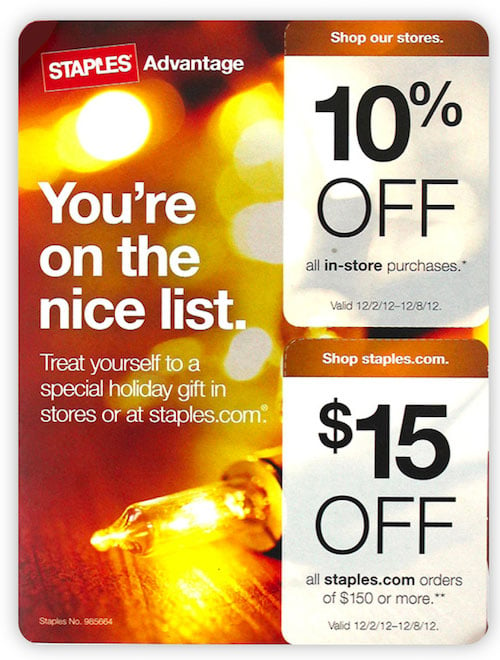 STAPLES Advantage
You're
on the
nice list.
Treat yourself to a
special holiday gift in
stores or at staples.com®.
Staples No. 985664
Shop our stores.
10%
OFF
all in-store purchases.*
Valid 12/2/12–12/8/12.
Shop staples.com.
$15
OFF
all staples.com orders
of $150 or more.**
Valid 12/2/12–12/8/12.